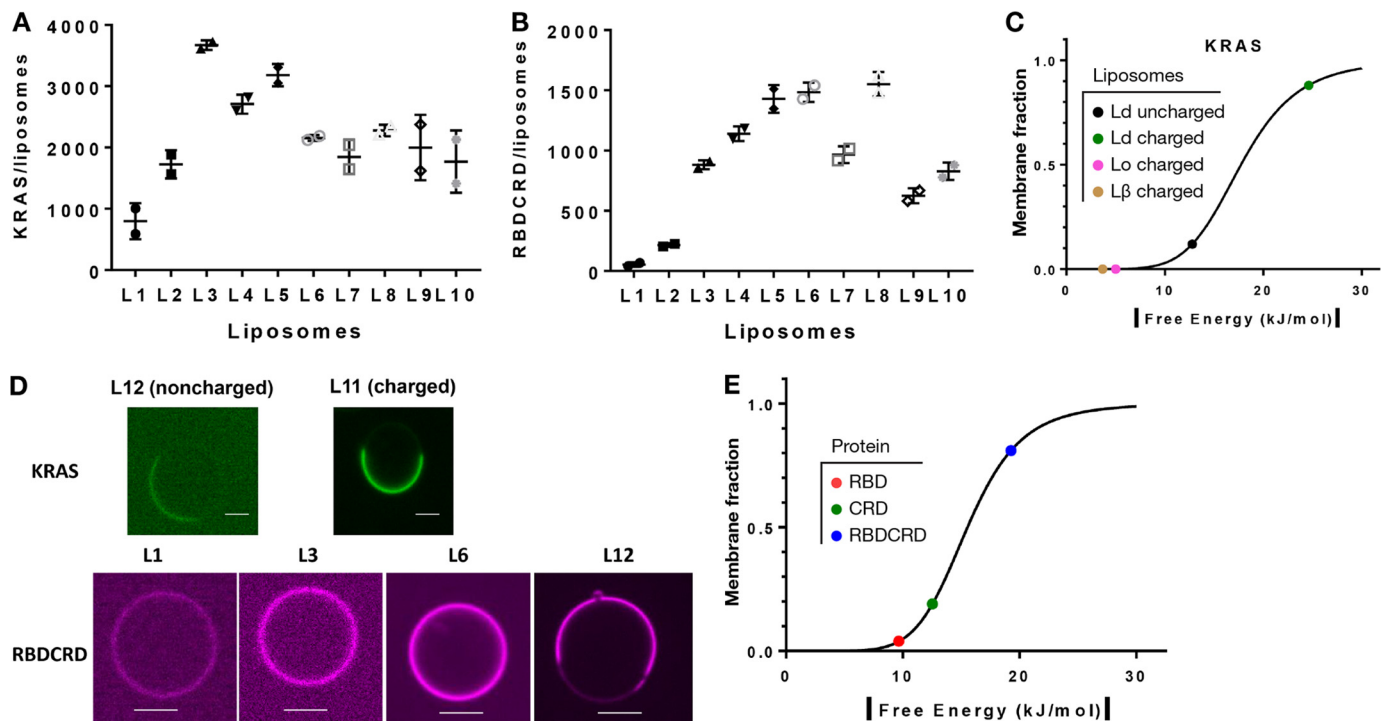 A
KRAS/liposomes
4000
3000
2000
1000
0
L1 L2 L3 L4 L5 L6 L7 L8 L9 L10
Liposomes
B
RBDCRD/liposomes
2000
1500
1000
500
0
L1 L2 L3 L4 L5 L6 L7 L8 L9 L10
Liposomes
C
KRAS
Membrane fraction
1.0
0.5
0.0
Liposomes
Ld uncharged
Ld charged
Lo charged
Lβ charged
0 10 20 30
|Free Energy (kJ/mol)|
D
L12 (noncharged) L11 (charged)
KRAS
L1 L3 L6 L12
RBDCRD
E
Membrane fraction
1.0
0.5
0.0
Protein
RBD
CRD
RBDCRD
0 10 20 30
|Free Energy (kJ/mol)|